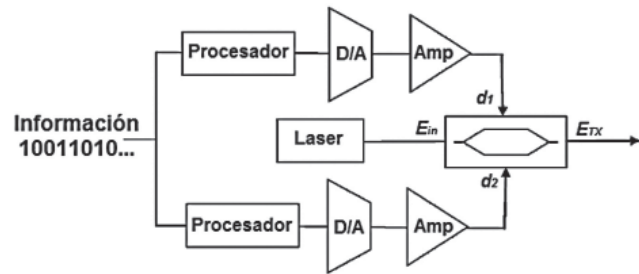 Procesador
D/A
Amp
d1
Información
10011010...
Laser
Ein
ETX
d2
Procesador
D/A
Amp